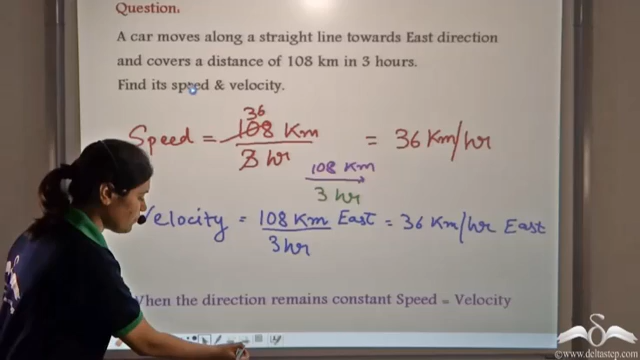 Question.
A car moves along a straight line towards East direction
and covers a distance of 108 km in 3 hours.
Find its speed & velocity.
36
Speed = 108 Km / 3 hr = 36 Km/hr
108 Km
3 hr
Velocity = 108 Km East / 3 hr = 36 Km/hr East
When the direction remains constant Speed = Velocity
©www.deltastep.com